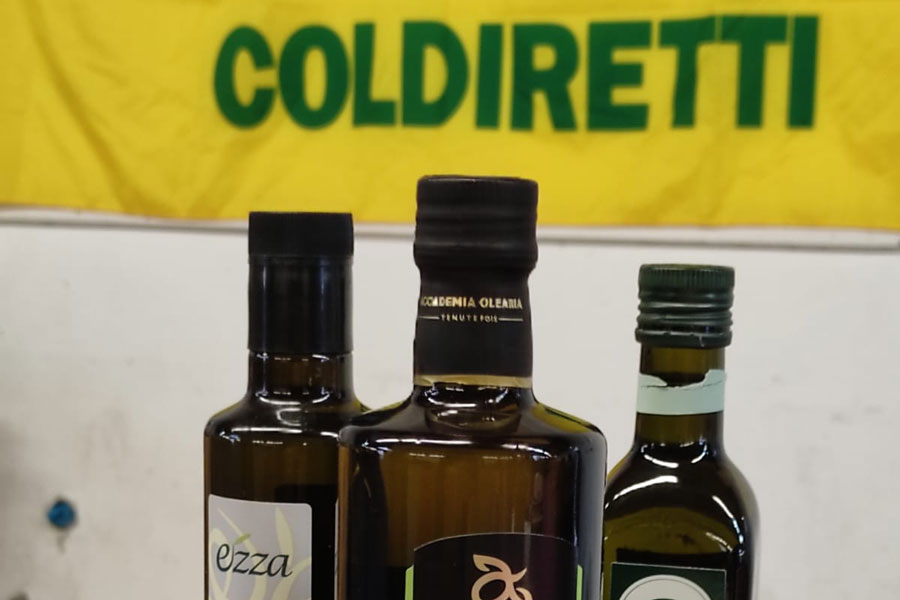 COLDIRETTI
ACCADEMIA OLEARIA
TENUTE FOIS
ezza